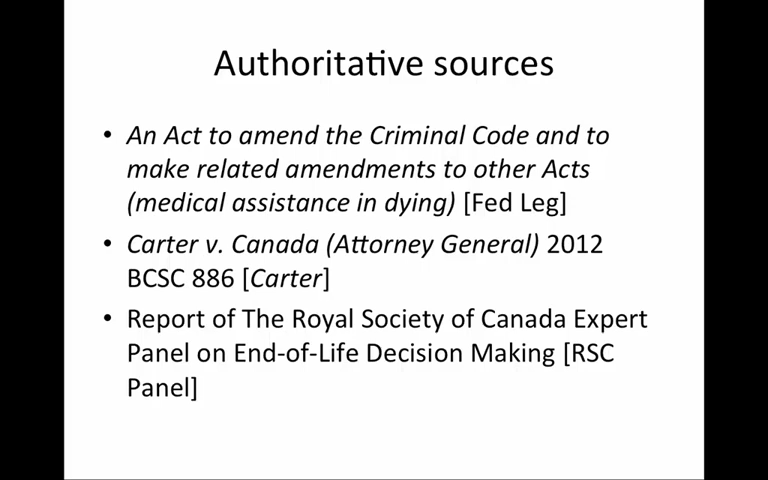 Authoritative sources
• An Act to amend the Criminal Code and to
make related amendments to other Acts
(medical assistance in dying) [Fed Leg]
• Carter v. Canada (Attorney General) 2012
BCSC 886 [Carter]
• Report of The Royal Society of Canada Expert
Panel on End-of-Life Decision Making [RSC
Panel]